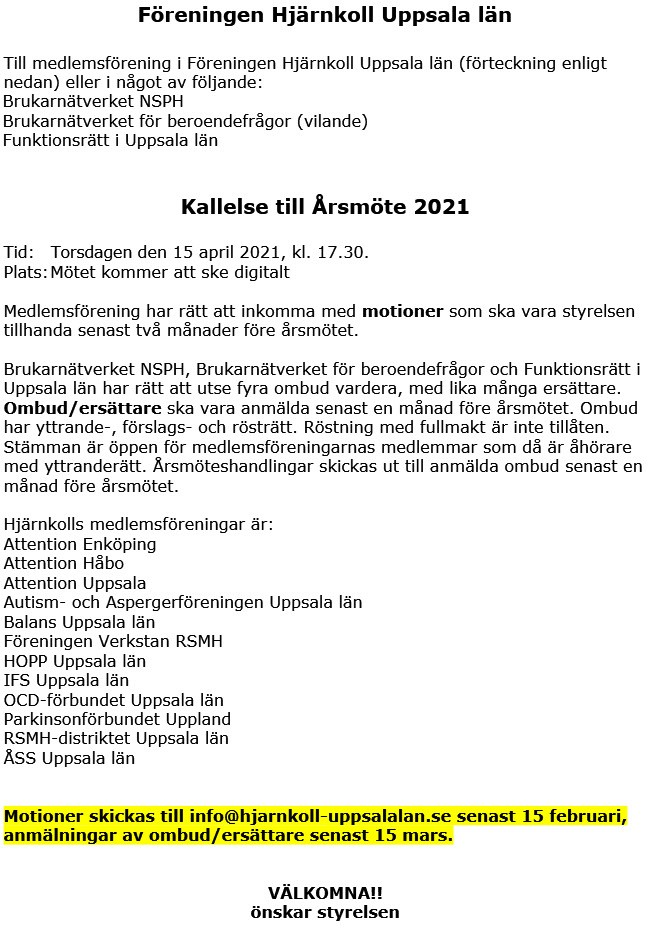 Föreningen Hjärnkoll Uppsala län
Till medlemsförening i Föreningen Hjärnkoll Uppsala län (förteckning enligt
nedan) eller i något av följande:
Brukarnätverket NSPH
Brukarnätverket för beroendefrågor (vilande)
Funktionsrätt i Uppsala län
Kallelse till Årsmöte 2021
Tid: Torsdagen den 15 april 2021, kl. 17.30.
Plats: Mötet kommer att ske digitalt
Medlemsförening har rätt att inkomma med motioner som ska vara styrelsen
tillhanda senast två månader före årsmötet.
Brukarnätverket NSPH, Brukarnätverket för beroendefrågor och Funktionsrätt i
Uppsala län har rätt att utse fyra ombud vardera, med lika många ersättare.
Ombud/ersättare ska vara anmälda senast en månad före årsmötet. Ombud
har yttrande-, förslags- och rösträtt. Röstning med fullmakt är inte tillåten.
Stämman är öppen för medlemsföreningarnas medlemmar som då är åhörare
med yttranderätt. Årsmöteshandlingar skickas ut till anmälda ombud senast en
månad före årsmötet.
Hjärnkolls medlemsföreningar är:
Attention Enköping
Attention Håbo
Attention Uppsala
Autism- och Aspergerföreningen Uppsala län
Balans Uppsala län
Föreningen Verkstan RSMH
HOPP Uppsala län
IFS Uppsala län
OCD-förbundet Uppsala län
Parkinsonförbundet Uppland
RSMH-distriktet Uppsala län
ÅSS Uppsala län
Motioner skickas till info@hjarnkoll-uppsalalan.se senast 15 februari,
anmälningar av ombud/ersättare senast 15 mars.
VÄLKOMNA!!
önskar styrelsen